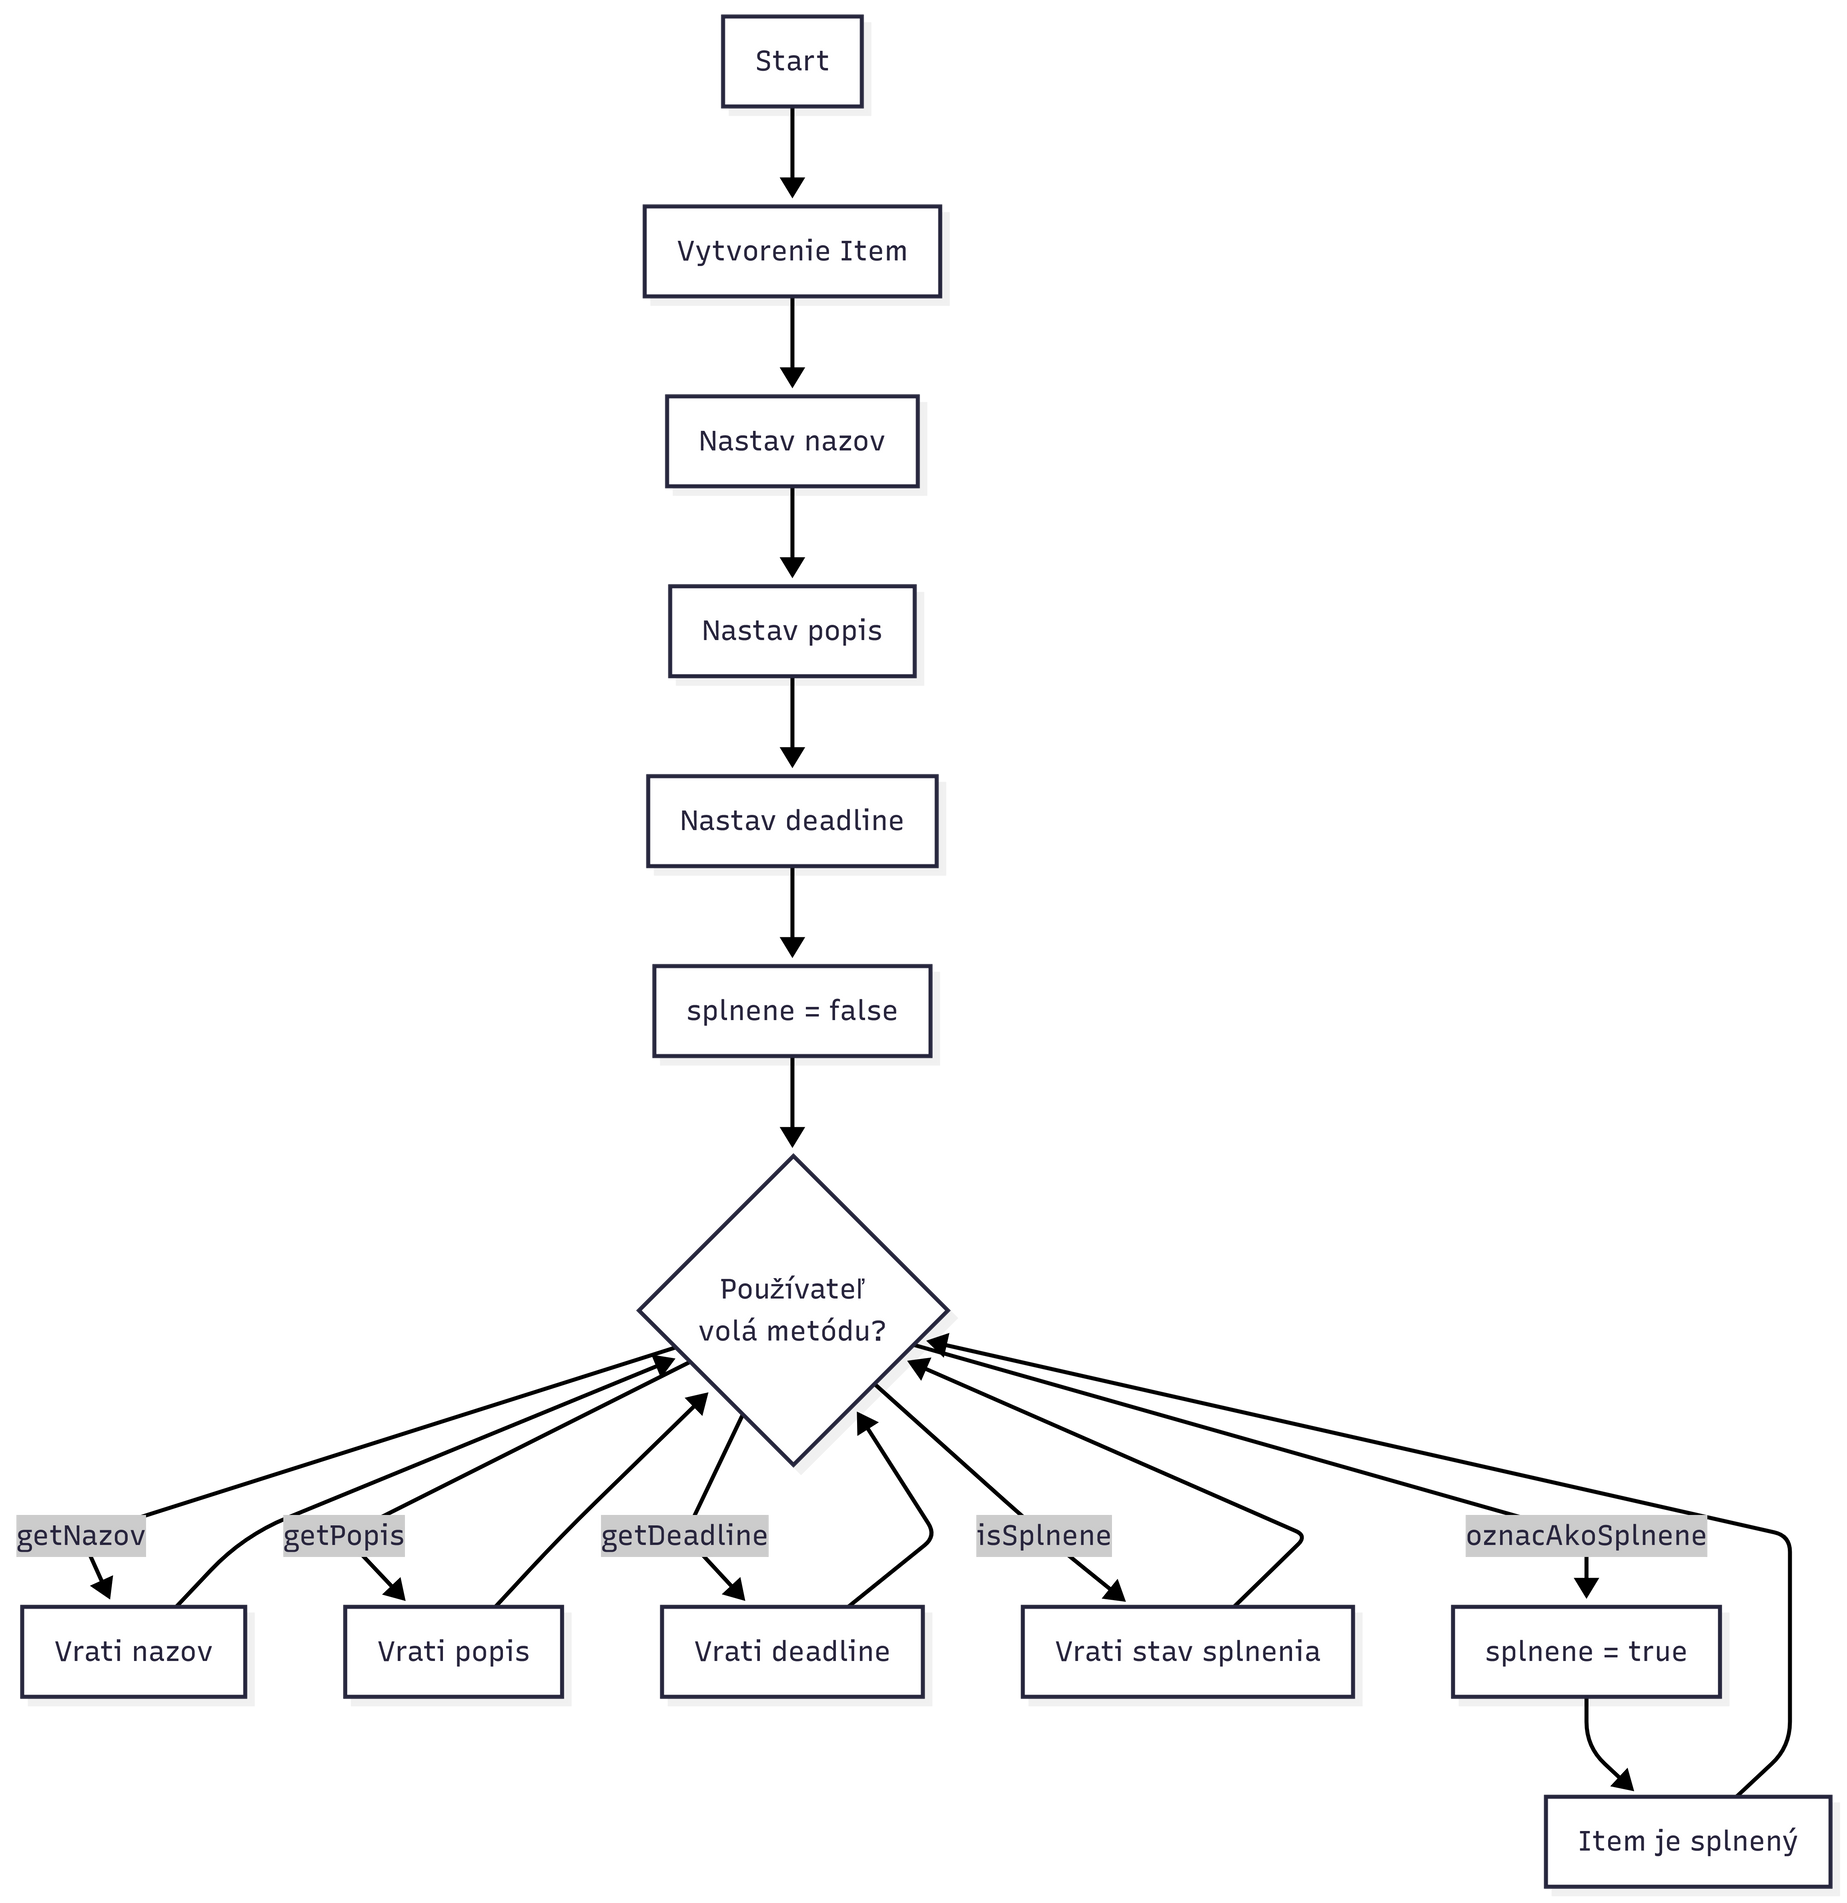 Start
Vytvorenie Item
Nastav nazov
Nastav popis
Nastav deadline
splnene = false
Používateľ
volá metódu?
getNazov
getPopis
getDeadline
isSplnene
oznacAkoSplnene
Vrati nazov
Vrati popis
Vrati deadline
Vrati stav splnenia
splnene = true
Item je splnený